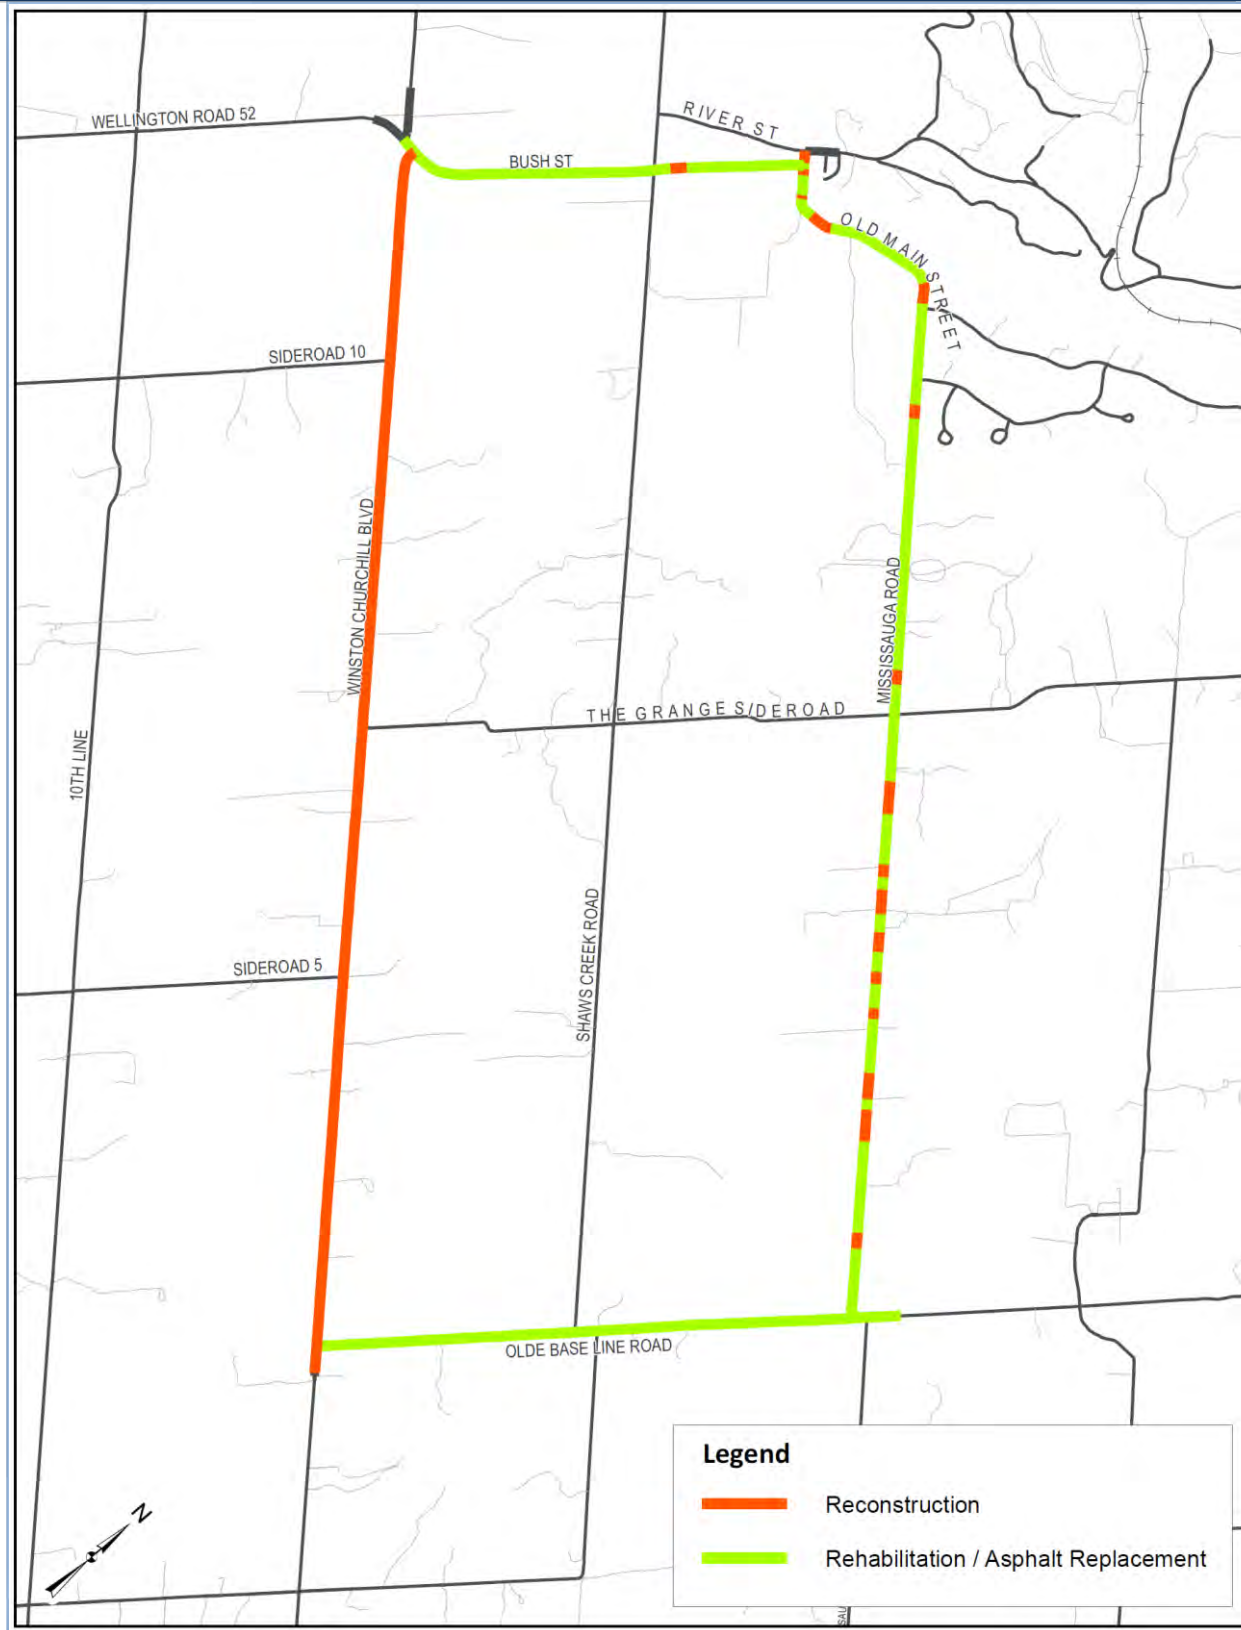 WELLINGTON ROAD 52
RIVER ST
BUSH ST
OLD MAIN STREET
SIDEROAD 10
WINSTON CHURCHILL BLVD
MISSISSAUGA ROAD
THE GRANGE SIDEROAD
10TH LINE
SHAWS CREEK ROAD
SIDEROAD 5
OLDE BASE LINE ROAD
Legend
Reconstruction
Rehabilitation / Asphalt Replacement
N
SAU